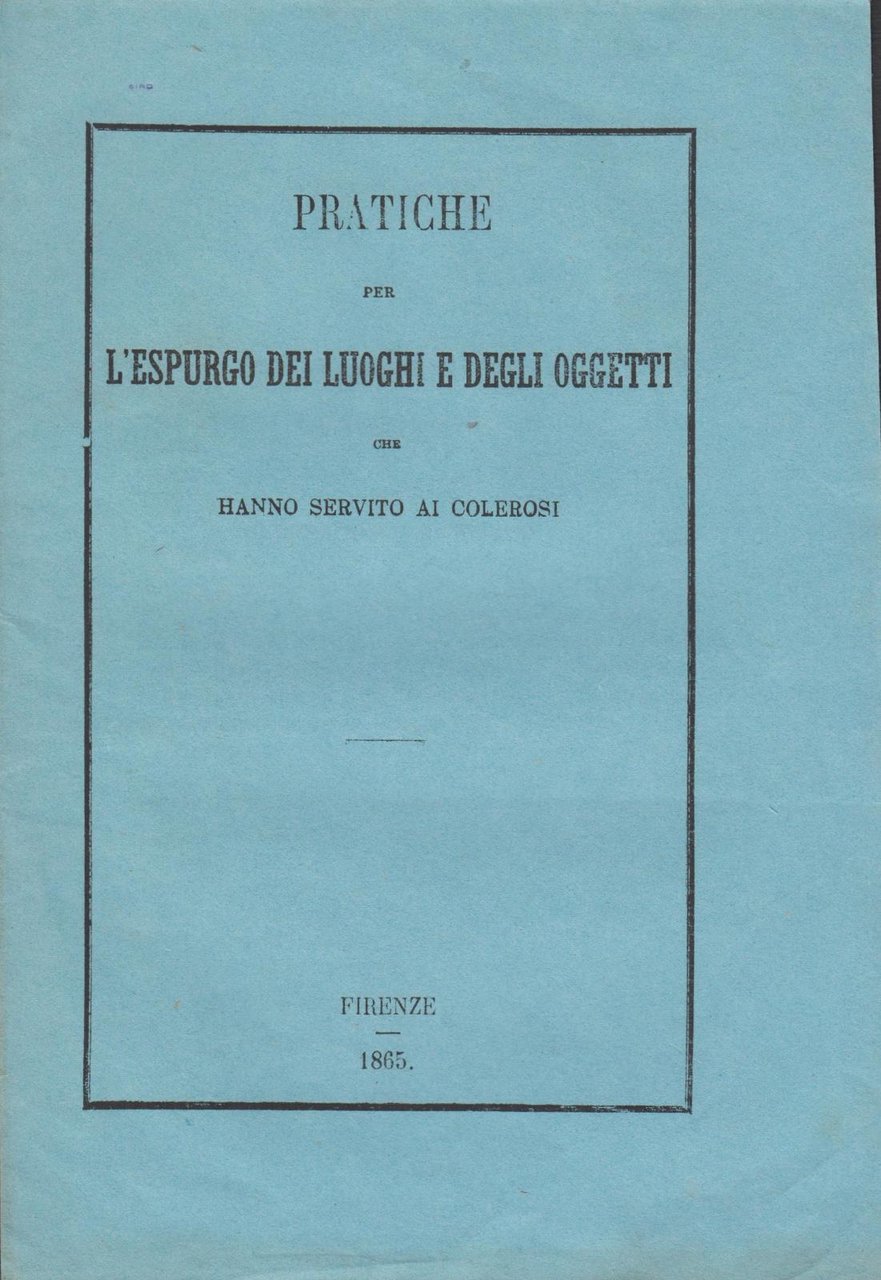 PRATICHE
PER
L'ESPURGO DEI LUOGHI E DEGLI OGGETTI
CHE
HANNO SERVITO AI COLEROSI
FIRENZE
1865.